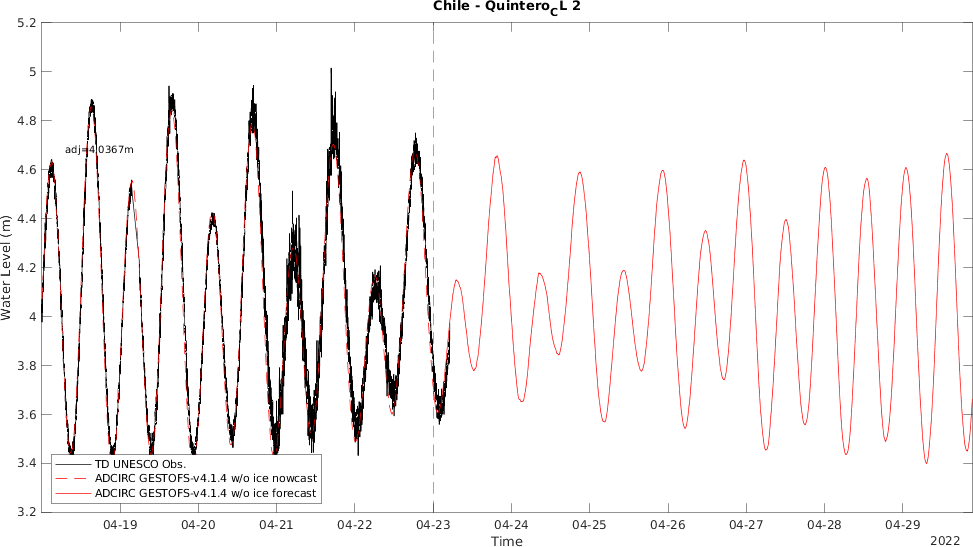 Chile - QuinteroCL 2
5.2
5
4.8
4.6
4.4
4.2
4
3.8
3.6
3.4
3.2
Water Level (m)
adj=4.0367m
TD UNESCO Obs.
ADCIRC GESTOFS-v4.1.4 w/o ice nowcast
ADCIRC GESTOFS-v4.1.4 w/o ice forecast
04-19 04-20 04-21 04-22 04-23 04-24 04-25 04-26 04-27 04-28 04-29
Time
2022